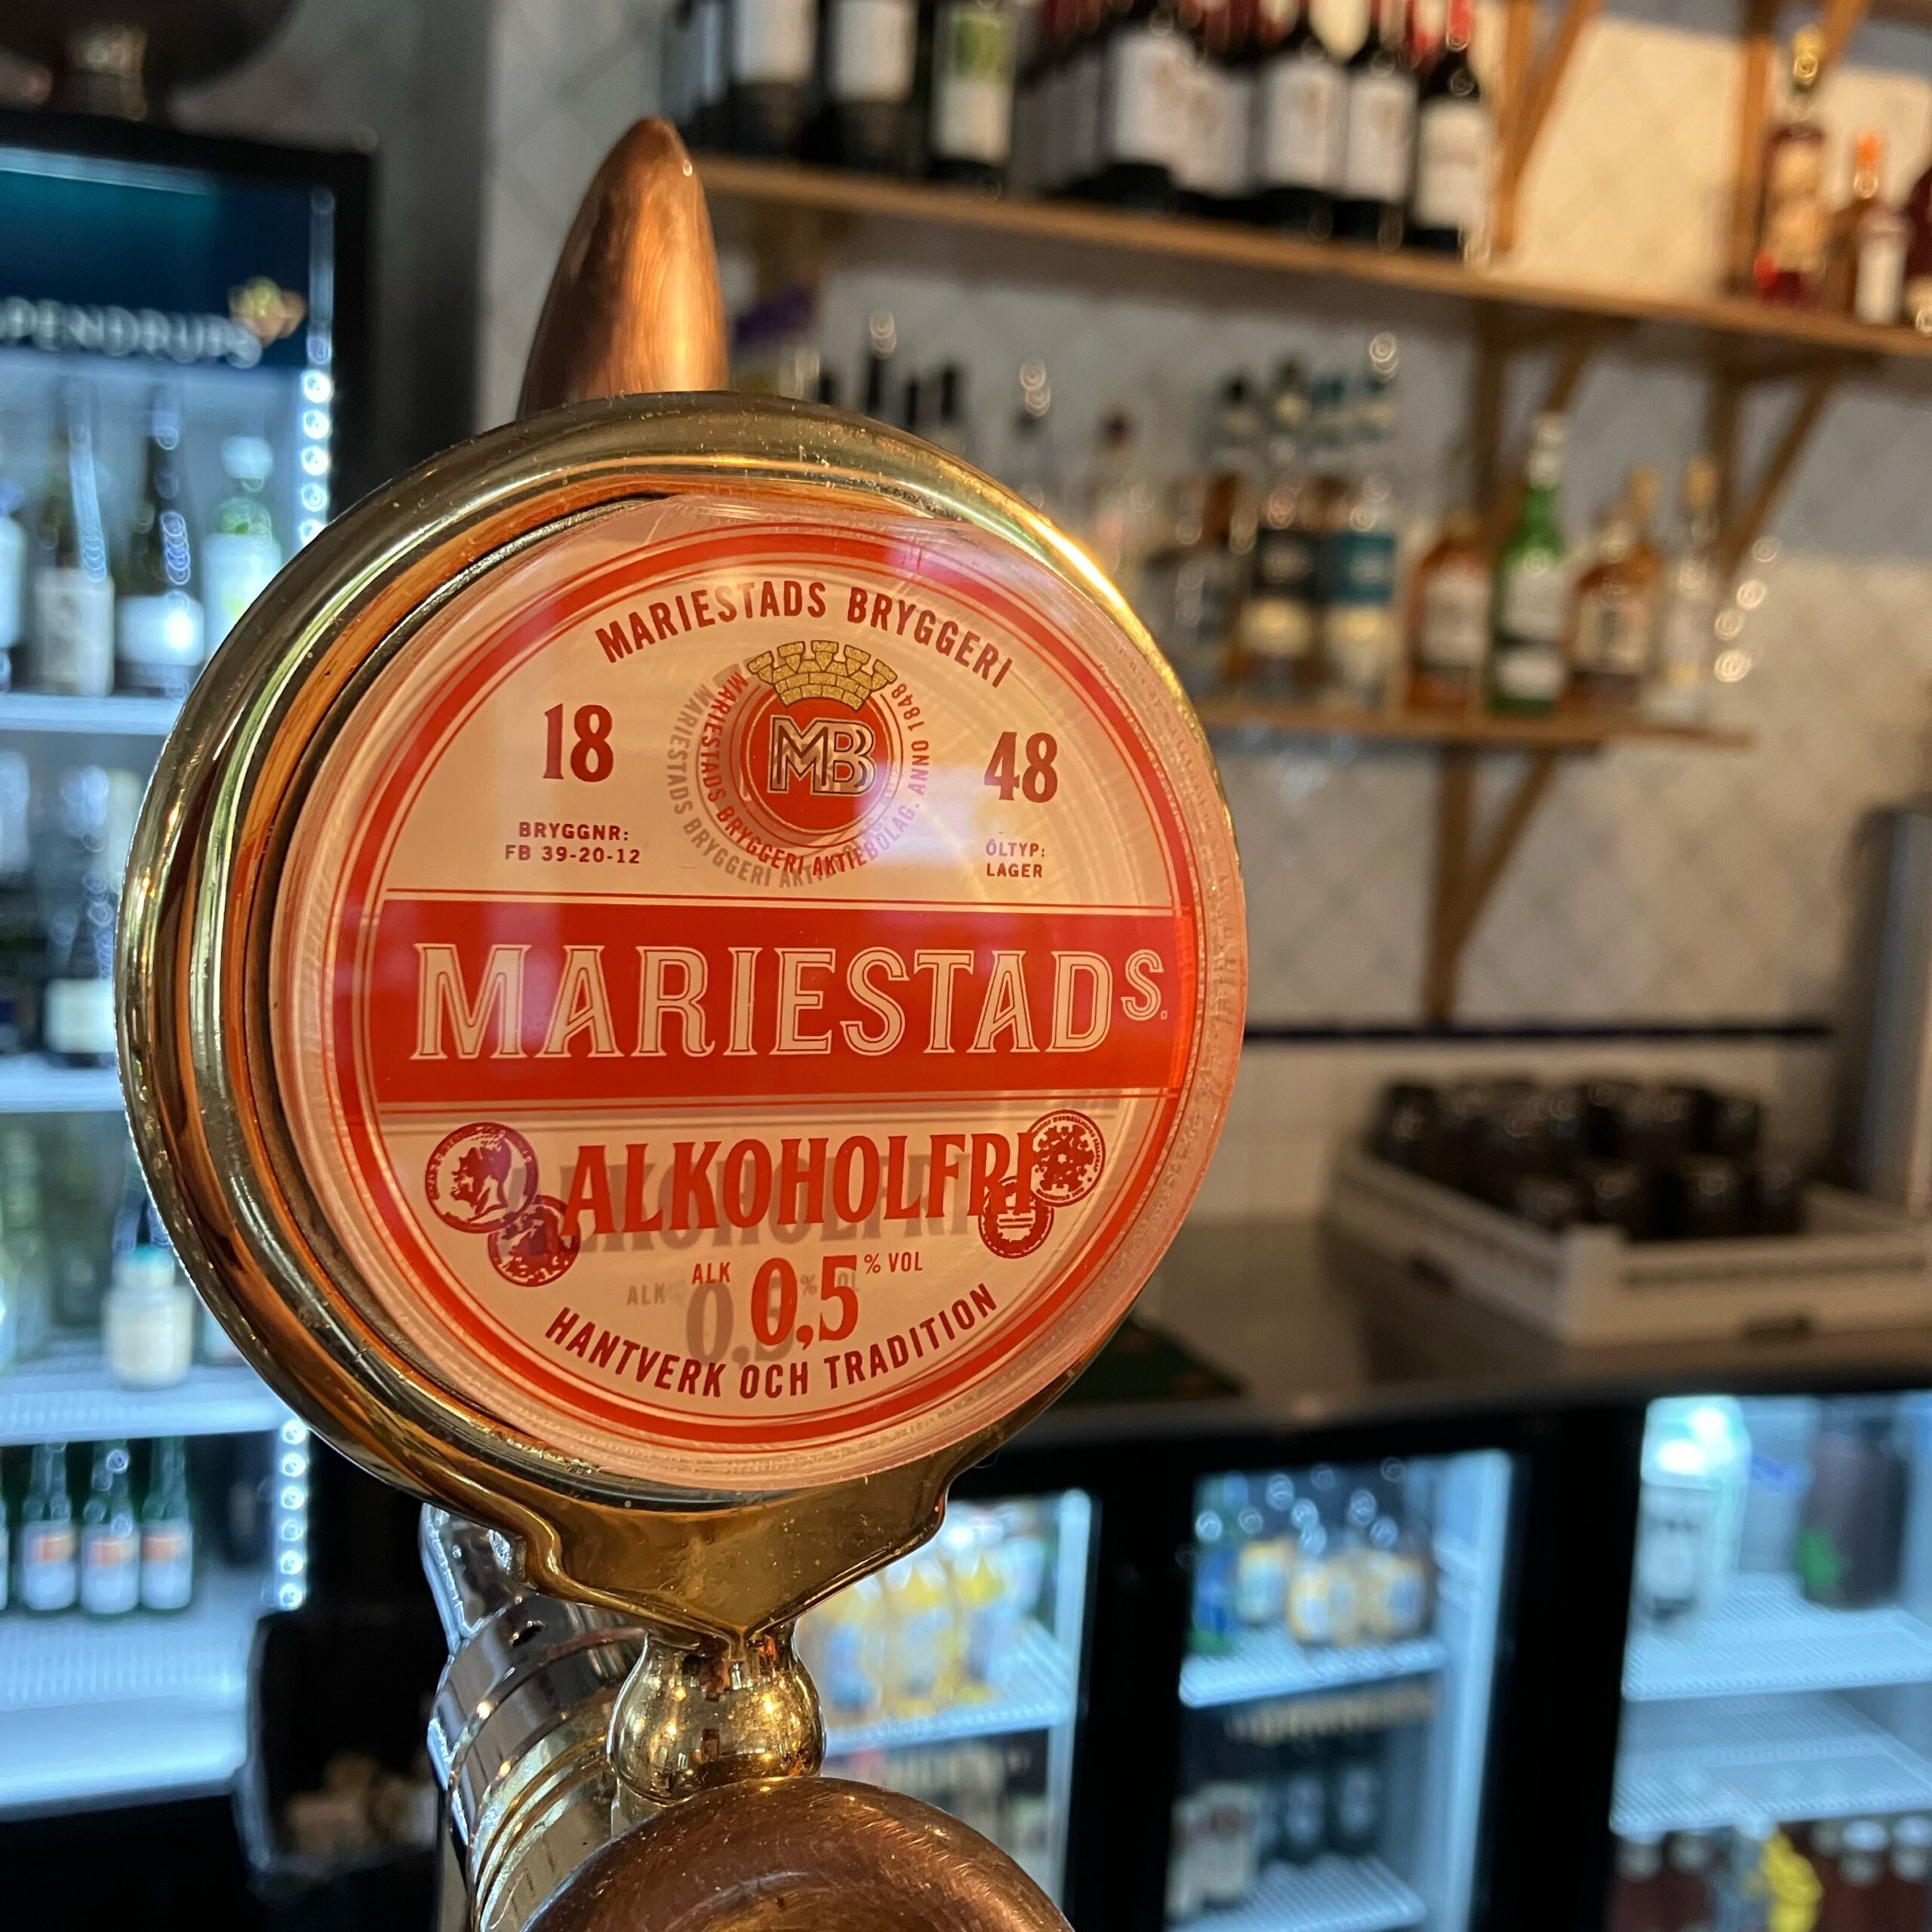 MARIESTADS BRYGGERI
18 48
MB
MARIESTADS BRYGGERI AKTIEBOLAG. ANNO 1848
BRYGGNR:
FB 39-20-12
ÖLTYP:
LAGER
MARIESTADS.
ALKOHOLFRI
ALK 0,5 % VOL
HANTVERK OCH TRADITION
PENDRUPS